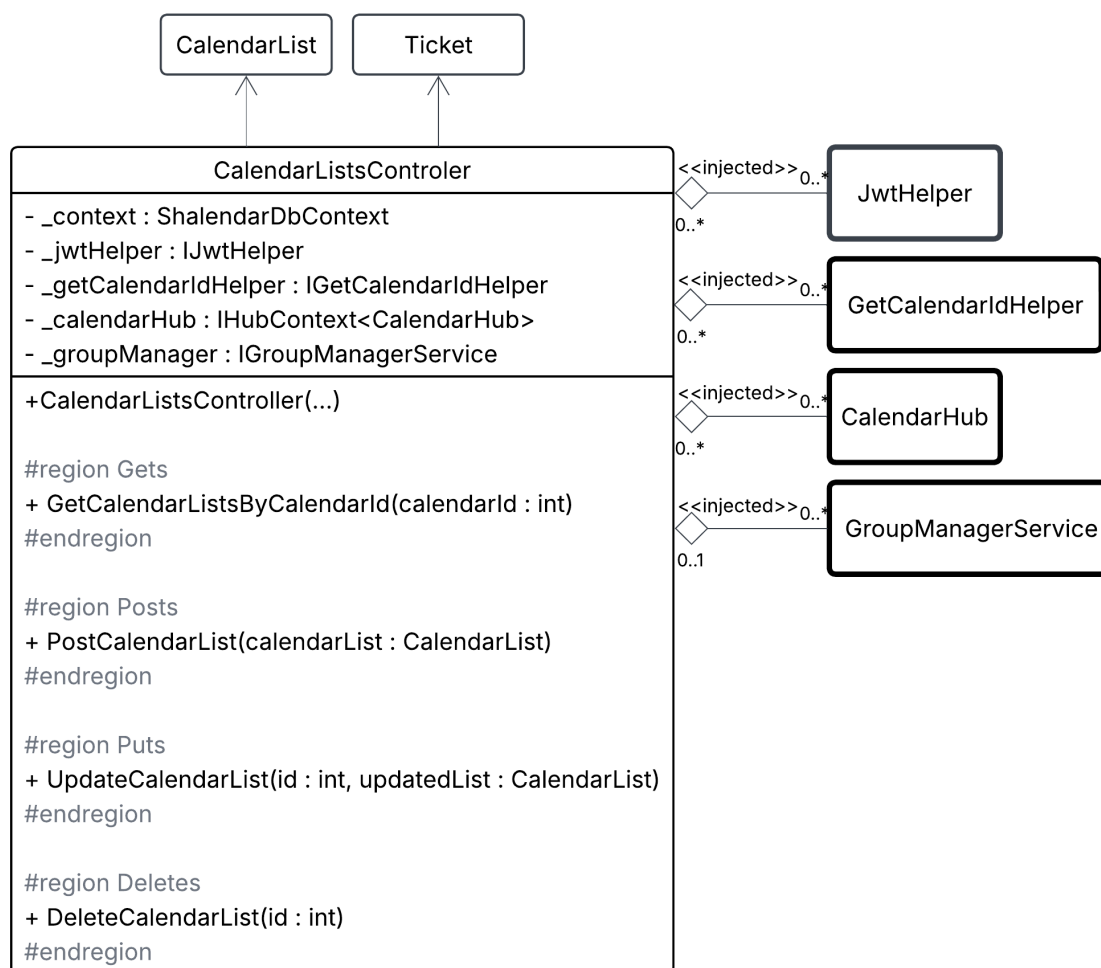 CalendarList
Ticket
CalendarListsControler
- _context : ShalendarDbContext
- _jwtHelper : IJwtHelper
- _getCalendarIdHelper : IGetCalendarIdHelper
- _calendarHub : IHubContext<CalendarHub>
- _groupManager : IGroupManagerService
+CalendarListsController(...)
#region Gets
+ GetCalendarListsByCalendarId(calendarId : int)
#endregion
#region Posts
+ PostCalendarList(calendarList : CalendarList)
#endregion
#region Puts
+ UpdateCalendarList(id : int, updatedList : CalendarList)
#endregion
#region Deletes
+ DeleteCalendarList(id : int)
#endregion
<<injected>>
0..*
0..*
JwtHelper
<<injected>>
0..*
0..*
GetCalendarIdHelper
<<injected>>
0..*
0..*
CalendarHub
<<injected>>
0..*
0..1
GroupManagerService